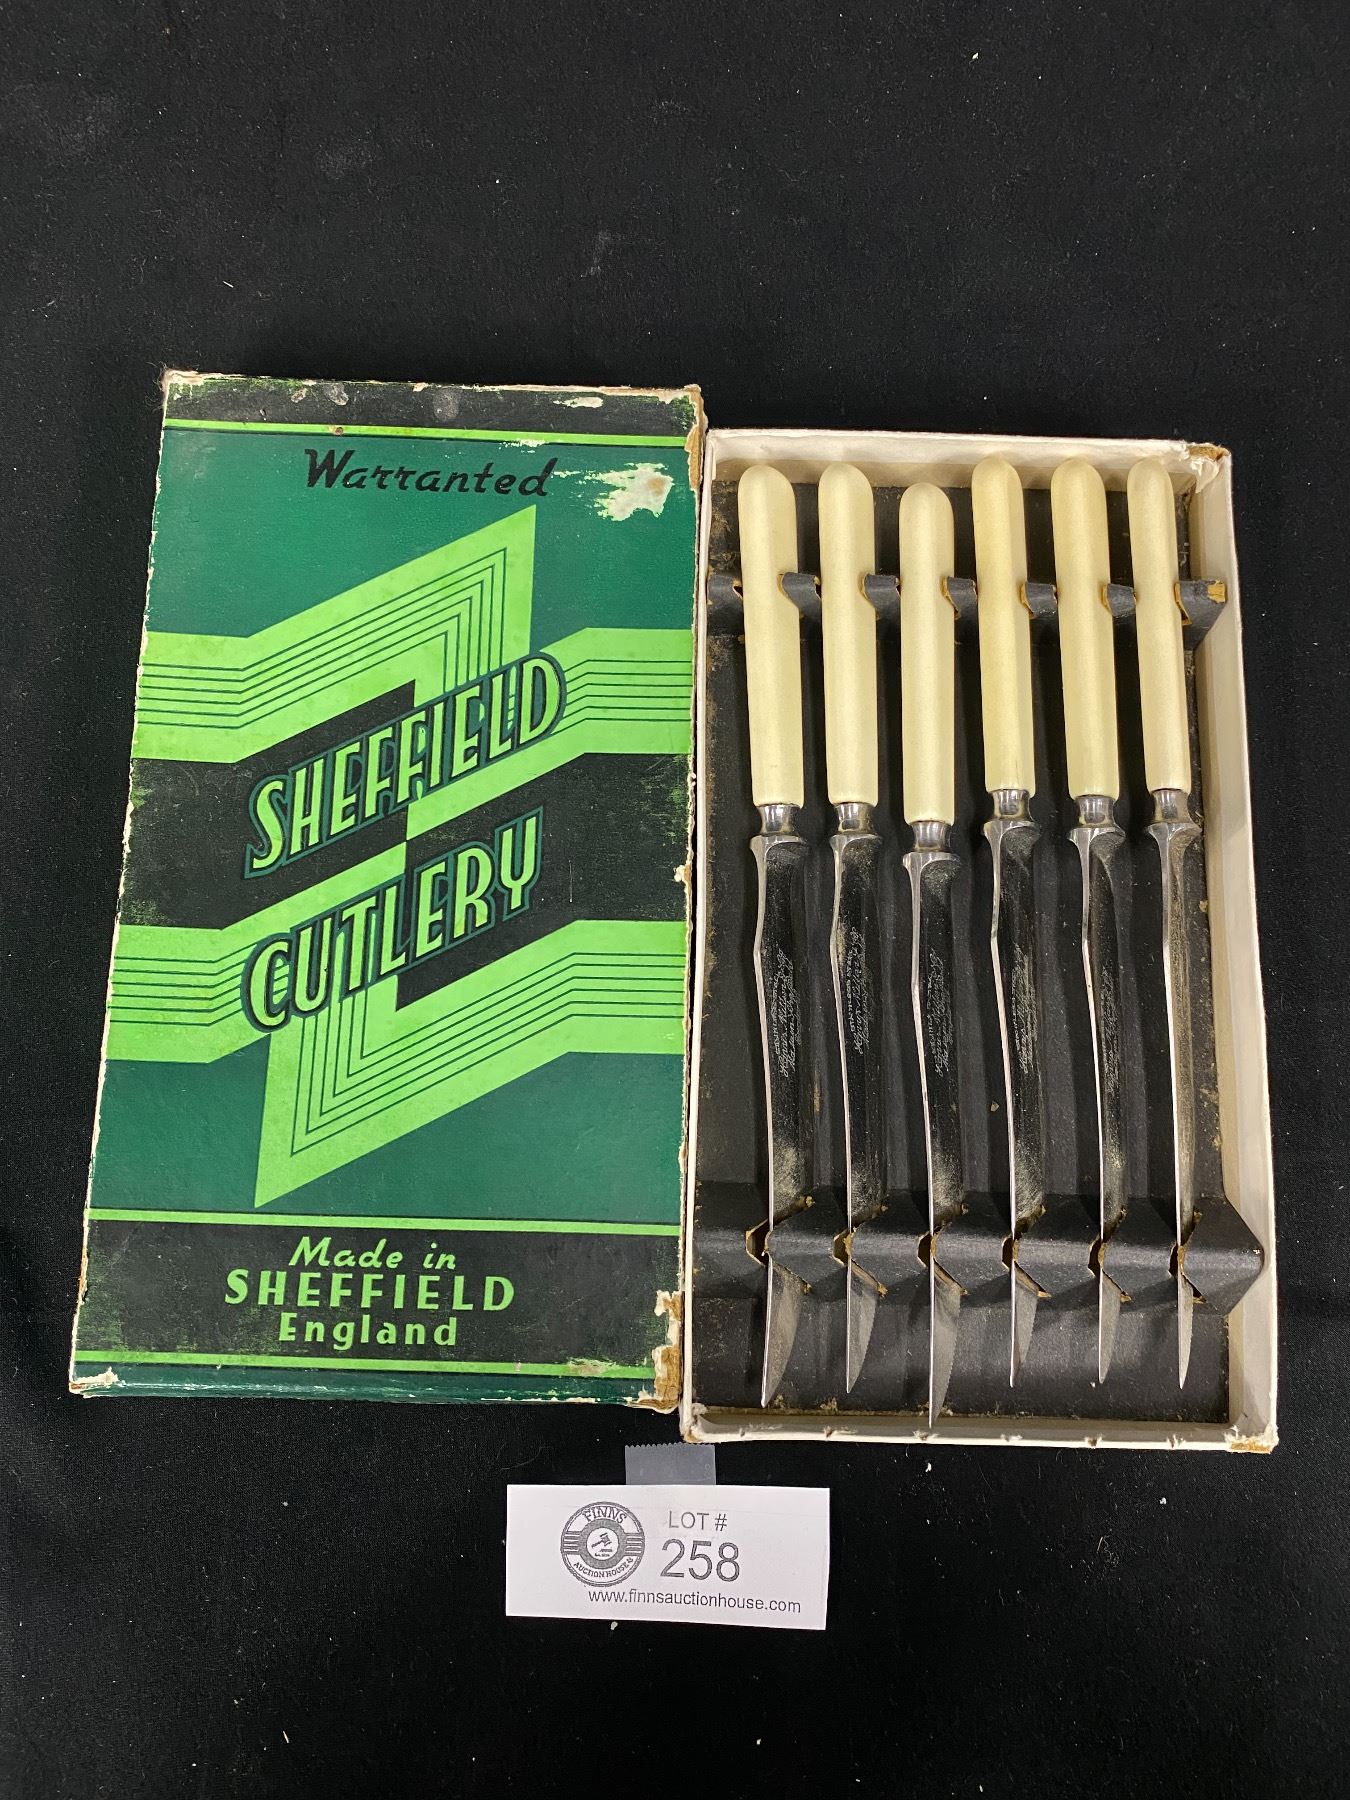 Warranted
SHEFFIELD
CUTLERY
Made in
SHEFFIELD
England
FINNS
AUCTION HOUSE
LOT #
258
www.finnsauctionhouse.com